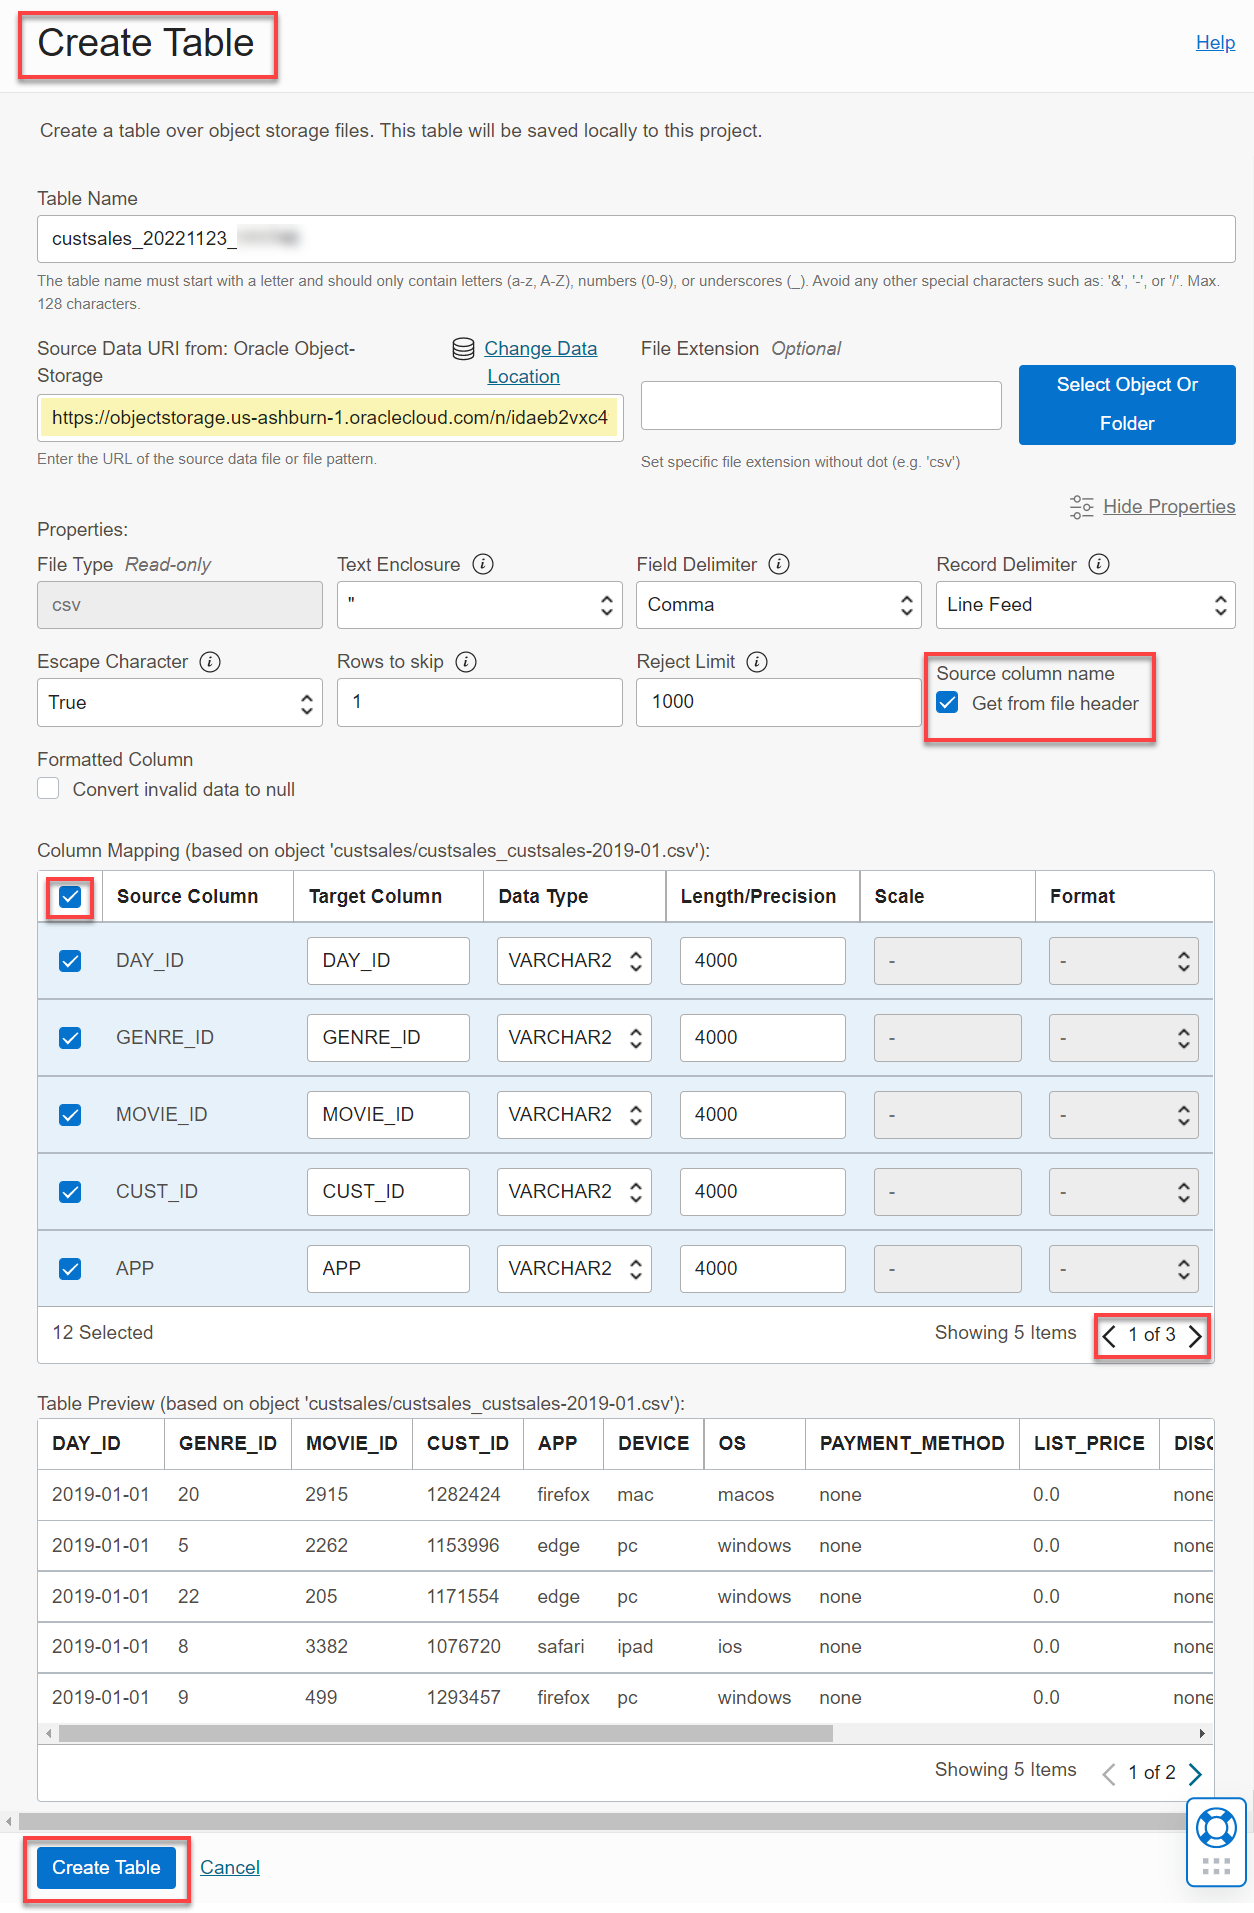 Create Table
Help
Create a table over object storage files. This table will be saved locally to this project.
Table Name
custsales_20221123_
The table name must start with a letter and should only contain letters (a-z, A-Z), numbers (0-9), or underscores (_). Avoid any other special characters such as: '&', '-', or '/'. Max.
128 characters.
Source Data URI from: Oracle Object-
Storage
Change Data
Location
File Extension Optional
Select Object Or
Folder
https://objectstorage.us-ashburn-1.oraclecloud.com/n/idaeb2vxc4
Enter the URL of the source data file or file pattern.
Set specific file extension without dot (e.g. 'csv')
Hide Properties
Properties:
File Type Read-only Text Enclosure i Field Delimiter i Record Delimiter i
csv " Comma Line Feed
Escape Character i Rows to skip i Reject Limit i Source column name
True 1 1000 Get from file header
Formatted Column
Convert invalid data to null
Column Mapping (based on object 'custsales/custsales_custsales-2019-01.csv'):
Source Column Target Column Data Type Length/Precision Scale Format
DAY_ID DAY_ID VARCHAR2 4000 - -
GENRE_ID GENRE_ID VARCHAR2 4000 - -
MOVIE_ID MOVIE_ID VARCHAR2 4000 - -
CUST_ID CUST_ID VARCHAR2 4000 - -
APP APP VARCHAR2 4000 - -
12 Selected Showing 5 Items 1 of 3
Table Preview (based on object 'custsales/custsales_custsales-2019-01.csv'):
DAY_ID GENRE_ID MOVIE_ID CUST_ID APP DEVICE OS PAYMENT_METHOD LIST_PRICE DISC
2019-01-01 20 2915 1282424 firefox mac macos none 0.0 none
2019-01-01 5 2262 1153996 edge pc windows none 0.0 none
2019-01-01 22 205 1171554 edge pc windows none 0.0 none
2019-01-01 8 3382 1076720 safari ipad ios none 0.0 none
2019-01-01 9 499 1293457 firefox pc windows none 0.0 none
Showing 5 Items 1 of 2
Create Table Cancel